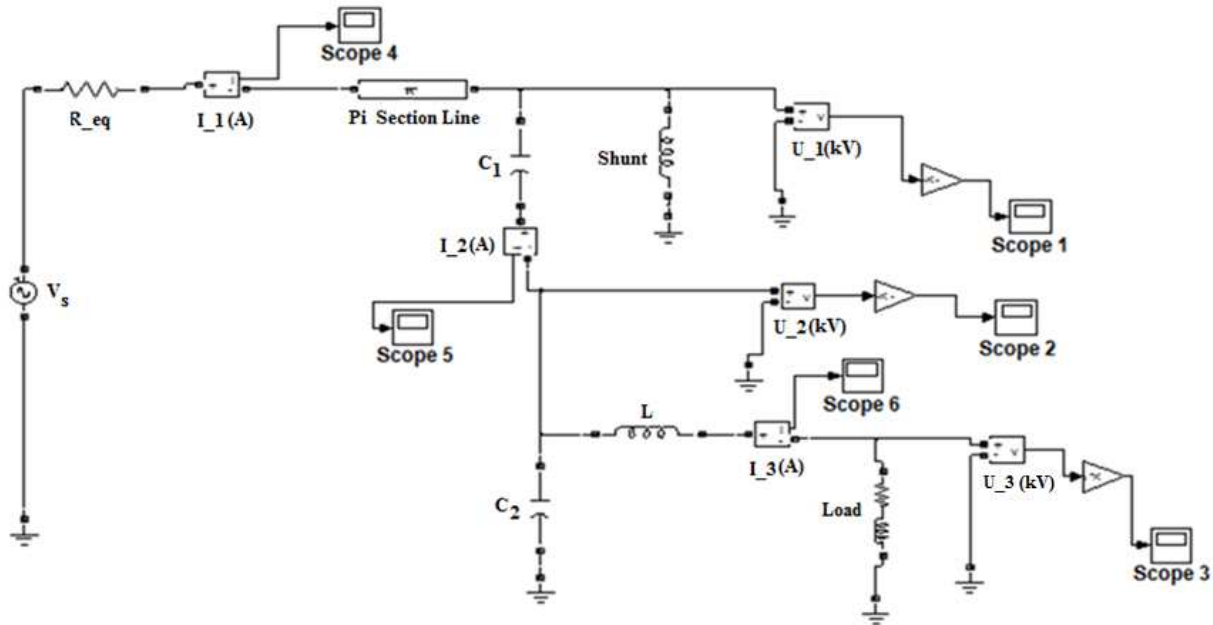 Scope 4
R_eq
I_1(A)
Pi Section Line
U_1(kV)
C1
Shunt
Scope 1
I_2(A)
Vs
U_2(kV)
Scope 5
Scope 2
L
Scope 6
I_3(A)
U_3(kV)
C2
Load
Scope 3